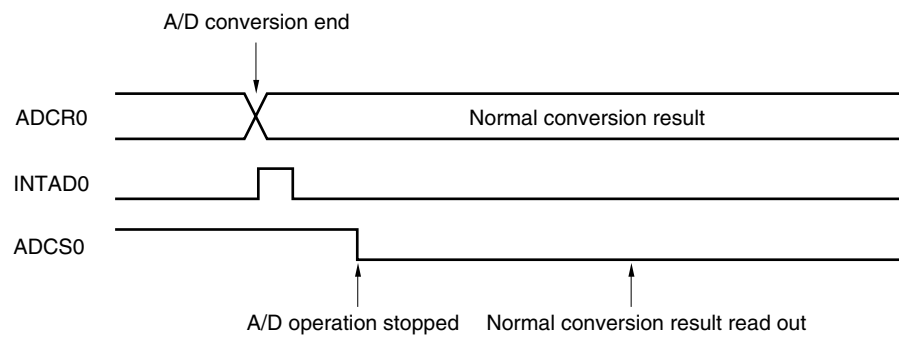 A/D conversion end
ADCR0
Normal conversion result
INTAD0
ADCS0
A/D operation stopped
Normal conversion result read out